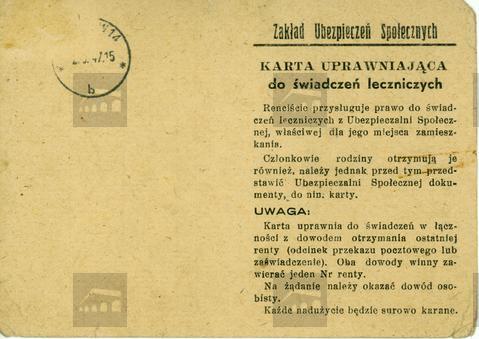 14
47.15
b
Zakład Ubezpieczeń Społecznych
KARTA UPRAWNIAJĄCA
do świadczeń leczniczych
Renciście przysługuje prawo do świad-
czeń leczniczych z Ubezpieczalni Społecz-
nej, właściwej dla jego miejsca zamiesz-
kania.
Członkowie rodziny otrzymują je
również, należy jednak przed tym przed-
stawić Ubezpieczalni Społecznej doku-
menty, do nin. karty.
UWAGA:
Karta uprawnia do świadczeń w łącz-
ności z dowodem otrzymania ostatniej
renty (odcinek przekazu pocztowego lub
zaświadczenie). Oba dowody winny za-
wierać jeden Nr renty.
Na żądanie należy okazać dowód oso-
bisty.
Każde nadużycie będzie surowo karane.